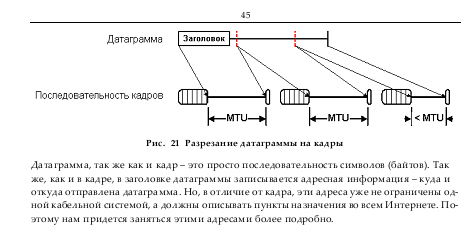 45
Датаграмма
Заголовок
Последовательность кадров
MTU
MTU
< MTU
Рис. 21 Разрезание датаграммы на кадры
Датаграмма, так же как и кадр – это просто последовательность символов (байтов). Так
же, как и в кадре, в заголовке датаграммы записывается адресная информация – куда и
откуда отправлена датаграмма. Но, в отличие от кадра, эти адреса уже не ограничены од-
ной кабельной системой, а должны описывать пункты назначения во всем Интернете. По-
этому нам придется заняться этими адресами более подробно.